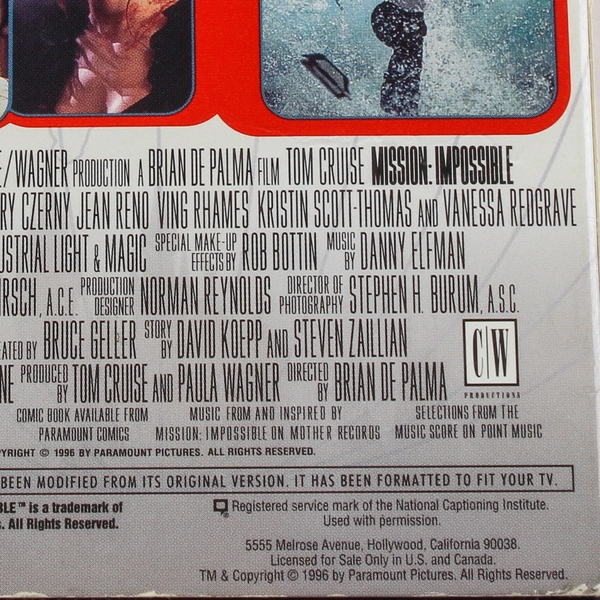 E/WAGNER PRODUCTION A BRIAN DE PALMA FILM TOM CRUISE MISSION: IMPOSSIBLE
RY CZERNY JEAN RENO VING RHAMES KRISTIN SCOTT-THOMAS AND VANESSA REDGRAVE
USTRIAL LIGHT & MAGIC SPECIAL MAKE-UP EFFECTS BY ROB BOTTIN MUSIC BY DANNY ELFMAN
IRSCH, A.C.E. PRODUCTION DESIGNER NORMAN REYNOLDS DIRECTOR OF PHOTOGRAPHY STEPHEN H. BURUM, A.S.C.
EATED BY BRUCE GELLER STORY BY DAVID KOEPP AND STEVEN ZAILLIAN
NE PRODUCED BY TOM CRUISE AND PAULA WAGNER DIRECTED BY BRIAN DE PALMA
C|W
PRODUCTIONS
COMIC BOOK AVAILABLE FROM MUSIC FROM AND INSPIRED BY SELECTIONS FROM THE
PARAMOUNT COMICS MISSION: IMPOSSIBLE ON MOTHER RECORDS MUSIC SCORE ON POINT MUSIC
PYRIGHT © 1996 BY PARAMOUNT PICTURES. ALL RIGHTS RESERVED.
BEEN MODIFIED FROM ITS ORIGINAL VERSION. IT HAS BEEN FORMATTED TO FIT YOUR TV.
BLE™ is a trademark of
s. All Rights Reserved.
Registered service mark of the National Captioning Institute.
Used with permission.
5555 Melrose Avenue, Hollywood, California 90038.
Licensed for Sale Only in U.S. and Canada.
TM & Copyright © 1996 by Paramount Pictures. All Rights Reserved.